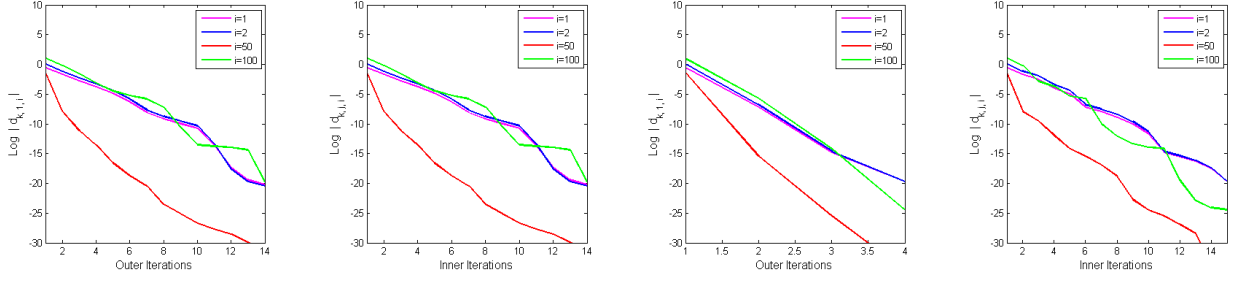 10
5
0
-5
-10
-15
-20
-25
-30
Log | d k,1,i |
2 4 6 8 10 12 14
Outer Iterations
i=1
i=2
i=50
i=100
10
5
0
-5
-10
-15
-20
-25
-30
Log | d k,j,i |
2 4 6 8 10 12 14
Inner Iterations
i=1
i=2
i=50
i=100
10
5
0
-5
-10
-15
-20
-25
-30
Log | d k,1,i |
1 1.5 2 2.5 3 3.5 4
Outer Iterations
i=1
i=2
i=50
i=100
10
5
0
-5
-10
-15
-20
-25
-30
Log | d k,j,i |
2 4 6 8 10 12 14
Inner Iterations
i=1
i=2
i=50
i=100